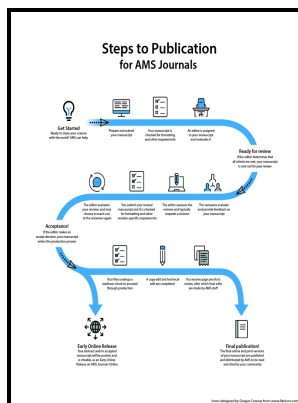 Steps to Publication
for AMS Journals
Get Started
Ready to share your science
with the world? AMS can help.
Prepare and submit
your manuscript
Your manuscript is
checked for formatting
and other requirements
An editor is assigned
to your manuscript
and evaluates it
Ready for review
If the editor determines that
all criteria are met, your manuscript
is sent out for peer review
The editor evaluates
your revision and may
choose to reach out
to the reviewers again
You submit your revised
manuscript and it's checked
for formatting and other
revision-specific requirements
The editor assesses the
reviews and typically
requests a revision
The reviewers evaluate
and provide feedback on
your manuscript
Acceptance!
If the editor makes an
accept decision, your manuscript
enters the production process
Your files undergo a
readiness check to proceed
through production
A copy edit and technical
edit are completed
You receive page proofs to
review, after which final edits
are made by AMS staff
Early Online Release
Your abstract and/or accepted
manuscript will be posted, and
is citeable, as an Early Online
Release on AMS Journals Online
Final publication!
The final online and print versions
of your manuscript are published
and distributed by AMS to be read
and cited by your community
Icons designed by Gregor Cresnar from www.flaticon.com